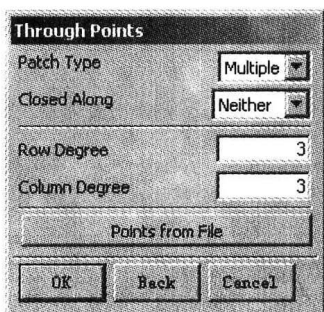 Through Points
Patch Type Multiple
Closed Along Neither
Row Degree 3
Column Degree 3
Points from File
OK Back Cancel